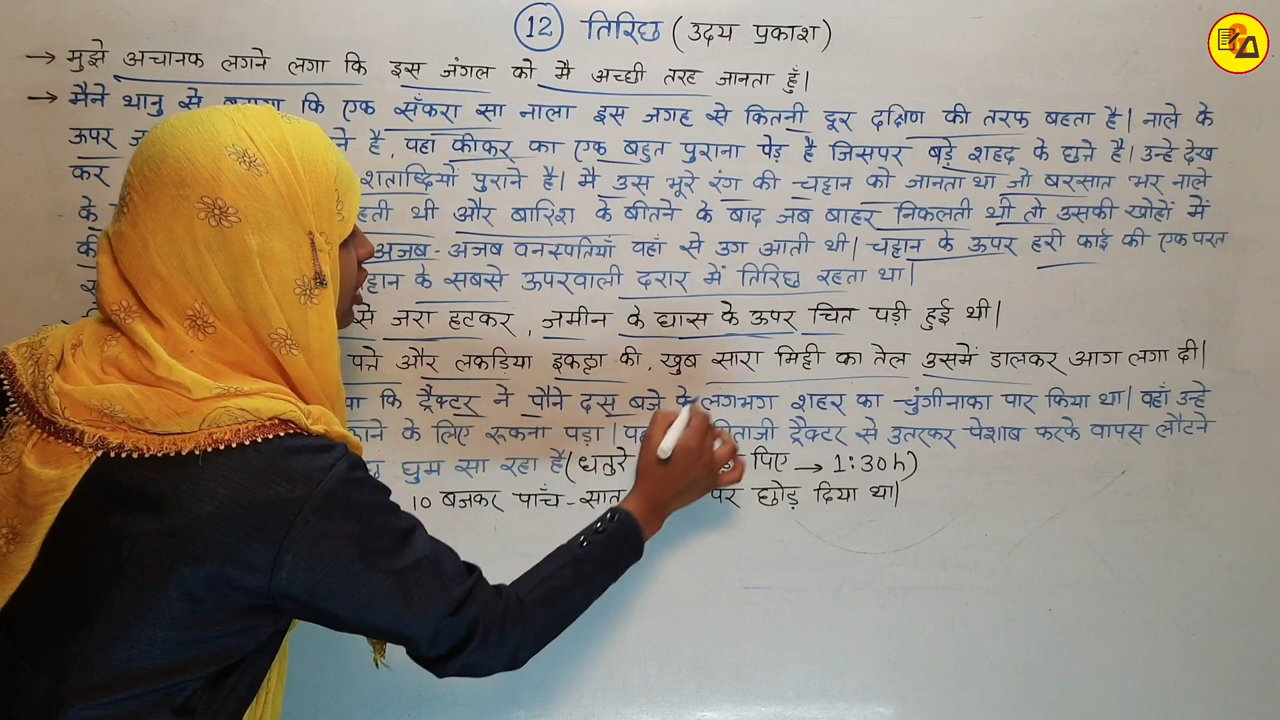 12 तिरिछ (उदय प्रकाश)
→ मुझे अचानक लगने लगा कि इस जंगल को मै अच्छी तरह जानता हूँ।
→ मैने थानु से कि एक सँकरा सा नाला इस जगह से कितनी दूर दक्षिण की तरफ बहता है। नाले के
ऊपर ने है, वहा कीकर का एक बहुत पुराना पेड़ है जिसपर बड़े शहद के छत्ते है। उन्हे देख
कर शताब्दियों पुराने है। मै उस भूरे रंग की चट्टान को जानता था जो बरसात भर नाले
के ती थी और बारिश के बीतने के बाद जब बाहर निकलती थी तो उसकी खोहों में
की अजब-अजब वनस्पतियाँ वहाँ से उग आती थी। चट्टान के ऊपर हरी काई की एक परत
के सबसे ऊपरवाली दरार में तिरिछ रहता था।
से जरा हटकर, जमीन के घास के ऊपर चित पड़ी हुई थी।
पत्ते और लकडिया इकठ्ठा की, खुब सारा मिट्टी का तेल उसमें डालकर आग लगा दी।
कि ट्रैक्टर ने पौने दस बजे के लगभग शहर का चुंगीनाका पार किया था। वहाँ उन्हे
के लिए रूकना पड़ा। ट्रैक्टर से उतरकर पेशाब करके वापस लौटने
घुम सा रहा है (धतुरे पिए → 1:30h)
10 बजकर पाँच-सात पर छोड़ दिया था।